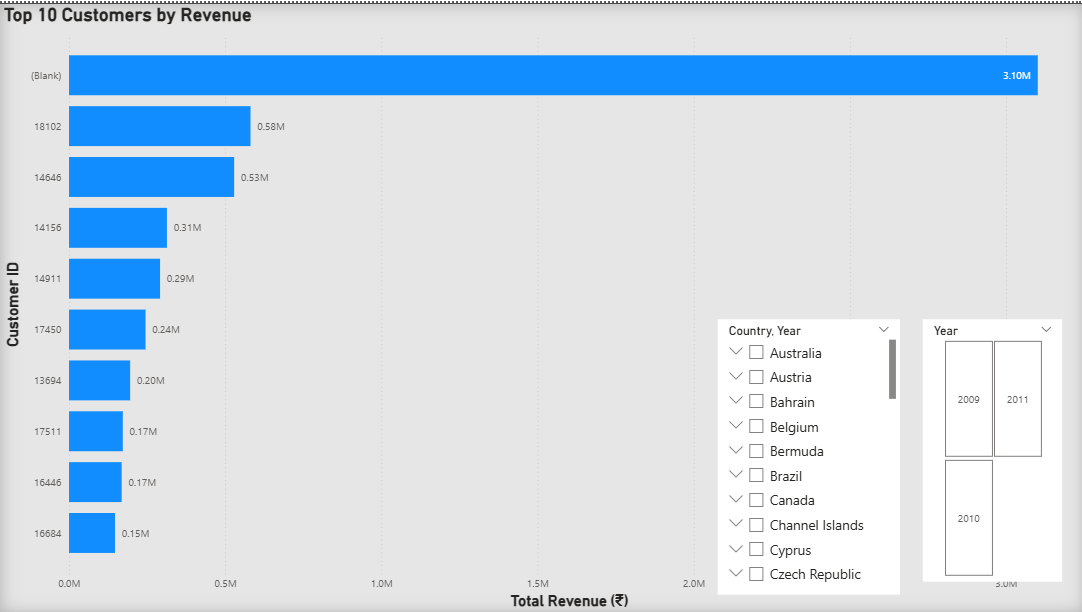 Top 10 Customers by Revenue
(Blank)
3.10M
18102
0.58M
14646
0.53M
14156
0.31M
14911
0.29M
17450
0.24M
13694
0.20M
17511
0.17M
16446
0.17M
16684
0.15M
Customer ID
0.0M
0.5M
1.0M
1.5M
2.0M
3.0M
Total Revenue (₹)
Country, Year
Australia
Austria
Bahrain
Belgium
Bermuda
Brazil
Canada
Channel Islands
Cyprus
Czech Republic
Year
2009
2011
2010